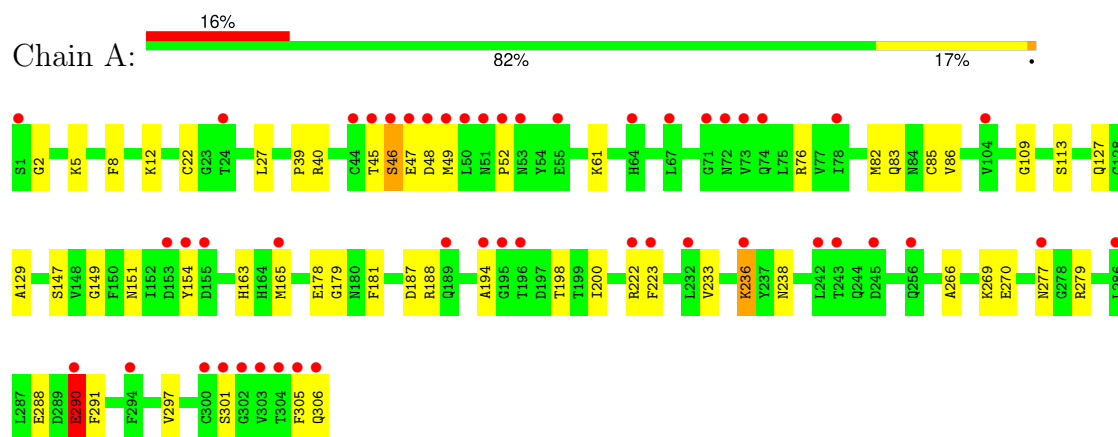 16%
Chain A:
82% 17% •
S1 G2 K5 F8 K12 C22 G23 T24 L27 P39 R40 C44 T45 S46 E47 D48 M49 L50 N51 P52 N53 Y54 E55 K61 H64 L67 G71 N72 V73 Q74 L75 R76 V77 I78 M82 Q83 N84 C85 V86 V104 G109 S113 Q127 C128
A129 S147 V148 G149 F150 N151 I152 D153 Y154 D155 H163 H164 M165 E178 G179 N180 F181 D187 R188 Q189 A194 G195 T196 D197 T198 T199 I200 R222 F223 L232 V233 K236 Y237 N238 L242 T243 Q244 D245 Q256 A266 K269 E270 N277 G278 R279 L286
L287 E288 D289 E290 F291 F294 V297 C300 S301 G302 V303 T304 F305 Q306